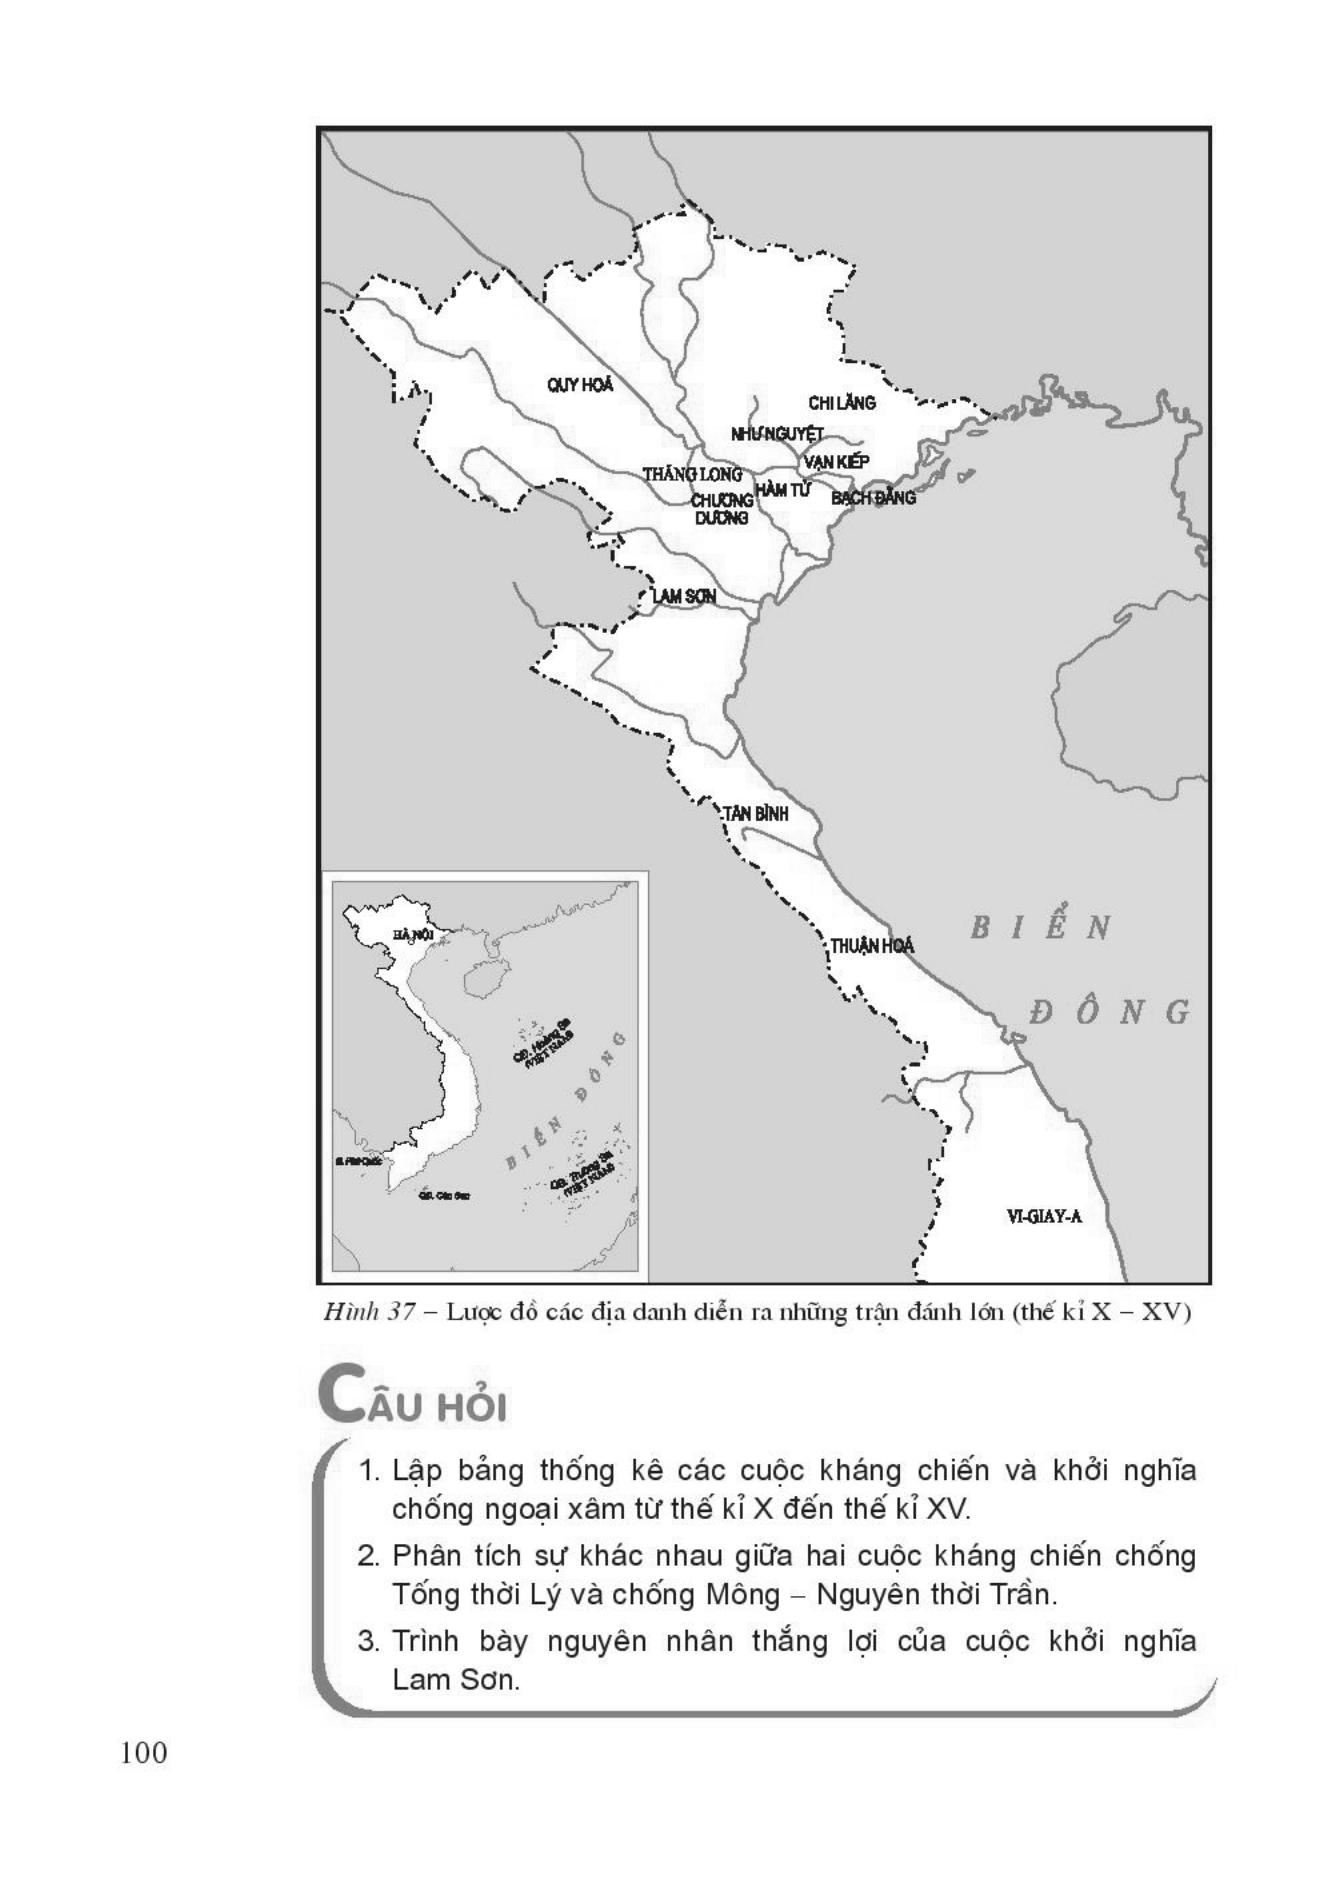 QUY HOÁ
CHI LĂNG
NHƯ NGUYỆT
VẠN KIẾP
THĂNG LONG
HÀM TỬ
CHƯƠNG
DƯƠNG
BẠCH ĐẰNG
LAM SƠN
TÂN BÌNH
THUẬN HOÁ
BIỂN
ĐÔNG
VI-GIAY-A
HÀ NỘI
QĐ. Hoàng Sa
(VIỆT NAM)
BIỂN ĐÔNG
QĐ. Trường Sa
(VIỆT NAM)
Hình 37 – Lược đồ các địa danh diễn ra những trận đánh lớn (thế kỉ X – XV)
CÂU HỎI
1. Lập bảng thống kê các cuộc kháng chiến và khởi nghĩa
chống ngoại xâm từ thế kỉ X đến thế kỉ XV.
2. Phân tích sự khác nhau giữa hai cuộc kháng chiến chống
Tống thời Lý và chống Mông – Nguyên thời Trần.
3. Trình bày nguyên nhân thắng lợi của cuộc khởi nghĩa
Lam Sơn.
100